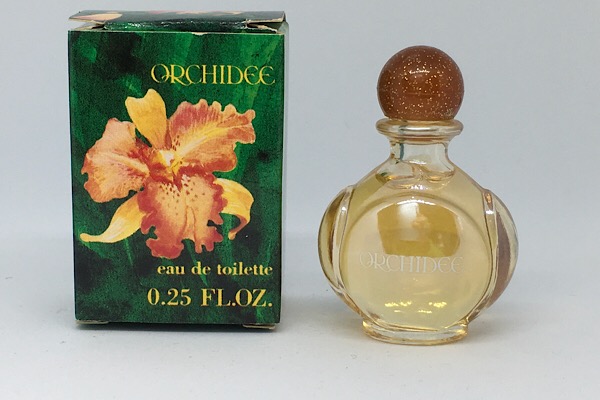 ORCHIDEE
eau de toilette
0.25 FL.OZ.
ORCHIDEE